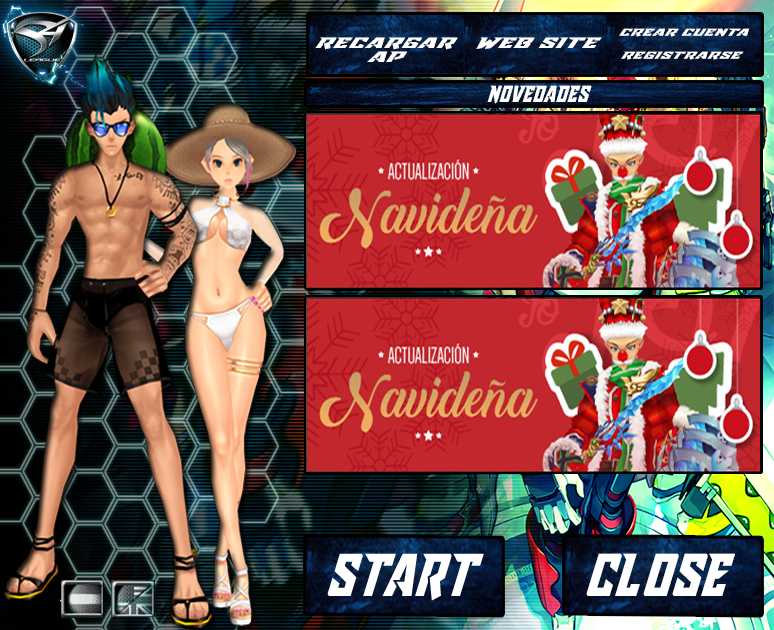 S4
LEAGUE
RECARGAR
AP
WEB SITE
CREAR CUENTA
REGISTRARSE
NOVEDADES
ACTUALIZACIÓN
Navideña
ACTUALIZACIÓN
Navideña
START
CLOSE